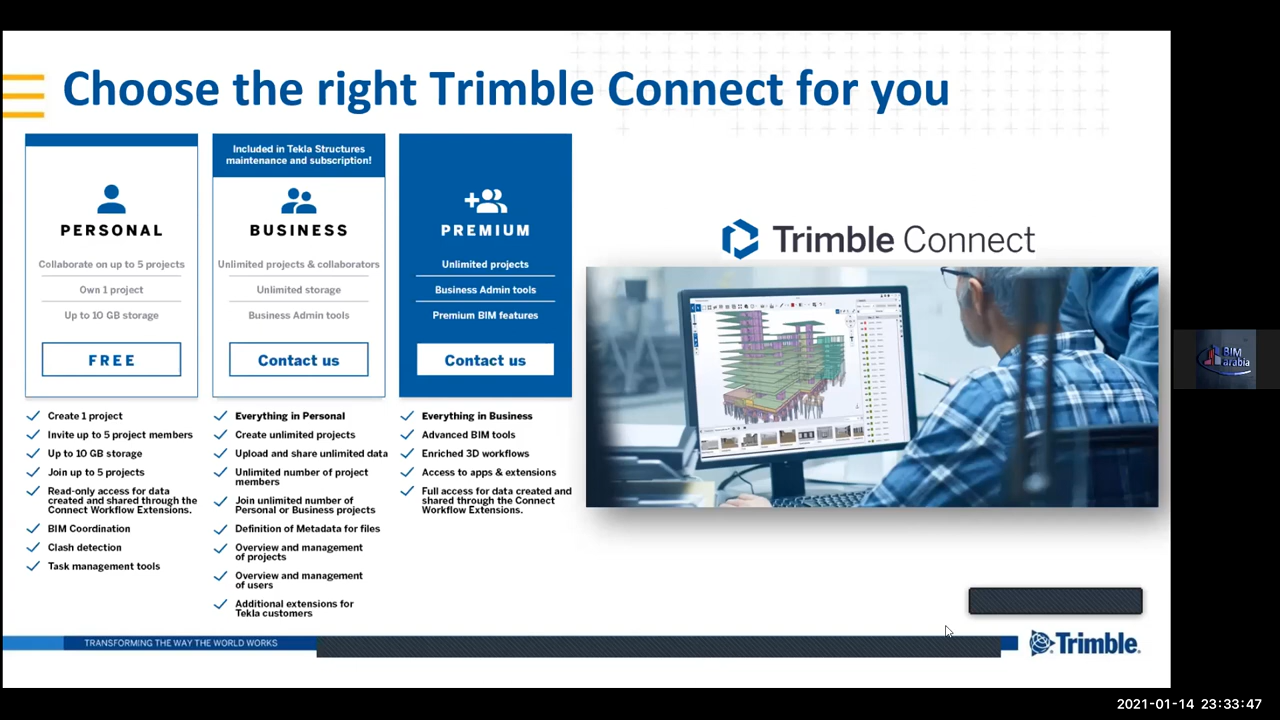 Choose the right Trimble Connect for you
PERSONAL
Collaborate on up to 5 projects
Own 1 project
Up to 10 GB storage
FREE
Create 1 project
Invite up to 5 project members
Up to 10 GB storage
Join up to 5 projects
Read-only access for data
created and shared through the
Connect Workflow Extensions.
BIM Coordination
Clash detection
Task management tools
Included in Tekla Structures
maintenance and subscription!
BUSINESS
Unlimited projects & collaborators
Unlimited storage
Business Admin tools
Contact us
Everything in Personal
Create unlimited projects
Upload and share unlimited data
Unlimited number of project
members
Join unlimited number of
Personal or Business projects
Definition of Metadata for files
Overview and management
of projects
Overview and management
of users
Additional extensions for
Tekla customers
PREMIUM
Unlimited projects
Business Admin tools
Premium BIM features
Contact us
Everything in Business
Advanced BIM tools
Enriched 3D workflows
Access to apps & extensions
Full access for data created and
shared through the Connect
Workflow Extensions.
Trimble Connect
BIM
arabia
TRANSFORMING THE WAY THE WORLD WORKS
Trimble.
2021-01-14 23:33:47